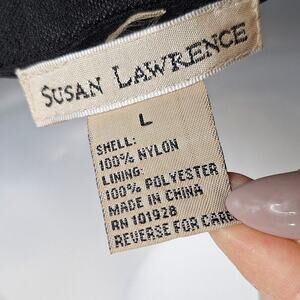 SUSAN LAWRENCE
L
SHELL:
100% NYLON
LINING:
100% POLYESTER
MADE IN CHINA
RN 101928
REVERSE FOR CARE